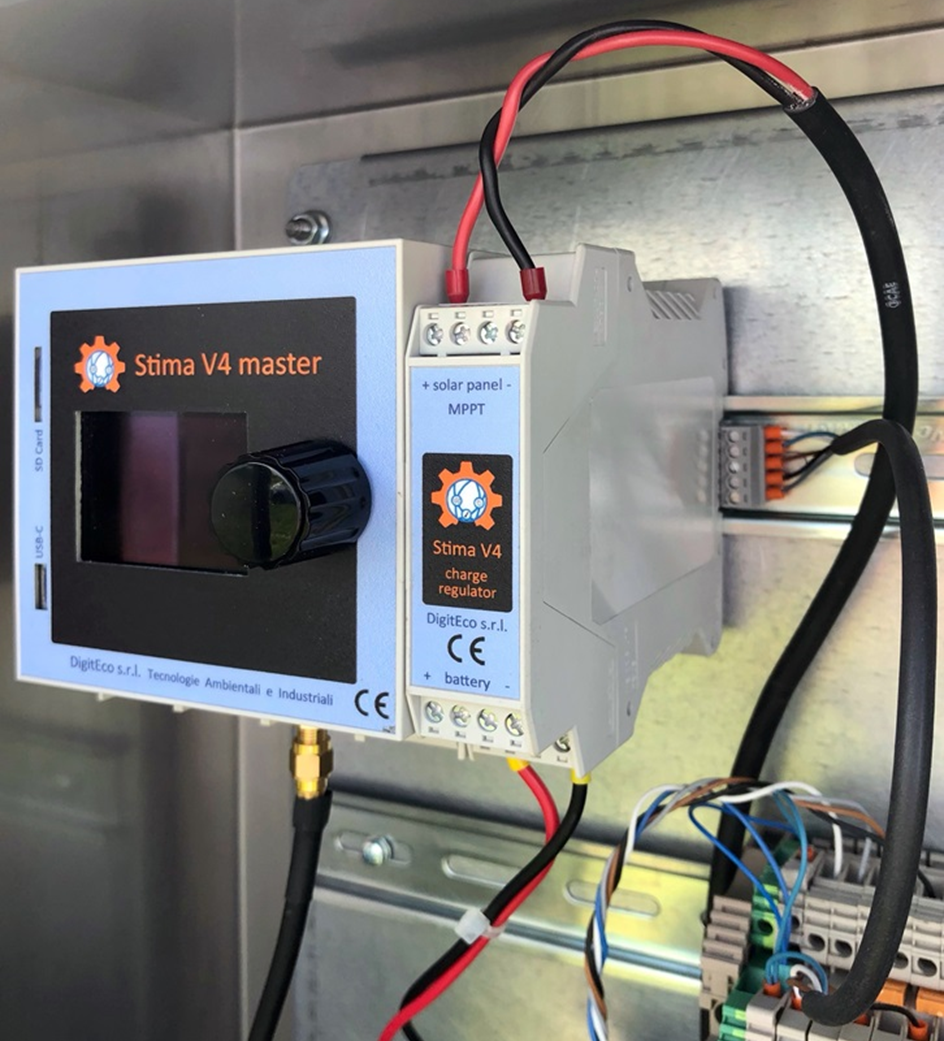 Stima V4 master
SD Card
USB-C
DigitEco s.r.l. Tecnologie Ambientali e Industriali
CE
+ solar panel -
MPPT
Stima V4
charge
regulator
DigitEco s.r.l.
CE
+ battery -